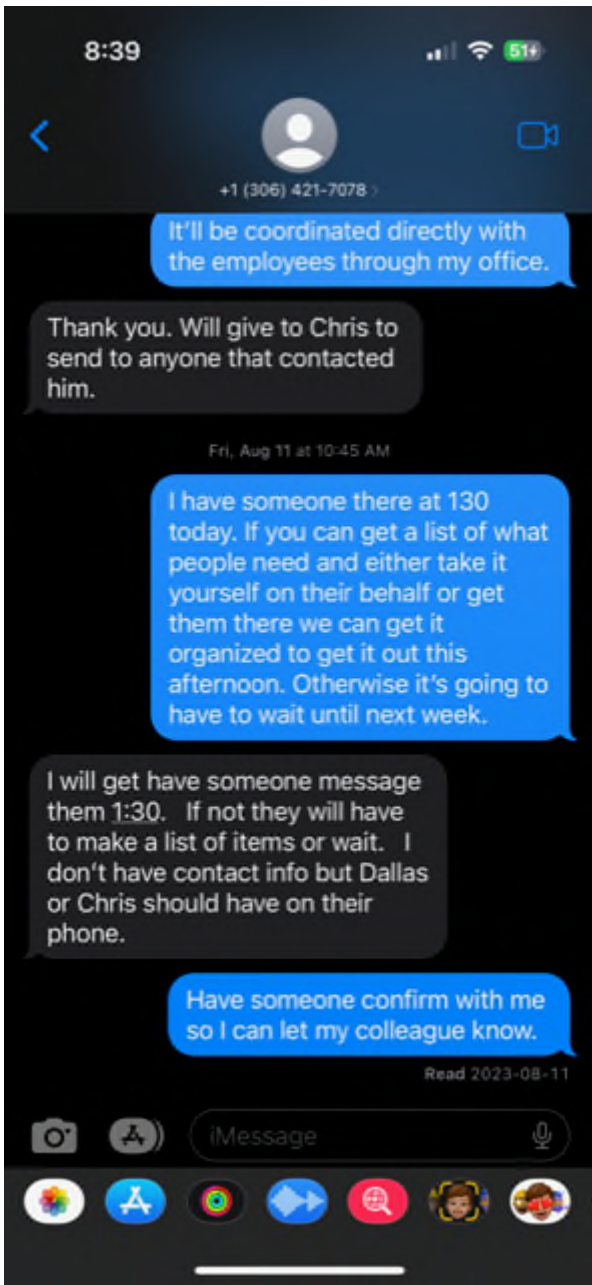 8:39
51
+1 (306) 421-7078
It'll be coordinated directly with
the employees through my office.
Thank you. Will give to Chris to
send to anyone that contacted
him.
Fri, Aug 11 at 10:45 AM
I have someone there at 130
today. If you can get a list of what
people need and either take it
yourself on their behalf or get
them there we can get it
organized to get it out this
afternoon. Otherwise it's going to
have to wait until next week.
I will get have someone message
them 1:30. If not they will have
to make a list of items or wait. I
don't have contact info but Dallas
or Chris should have on their
phone.
Have someone confirm with me
so I can let my colleague know.
Read 2023-08-11
iMessage